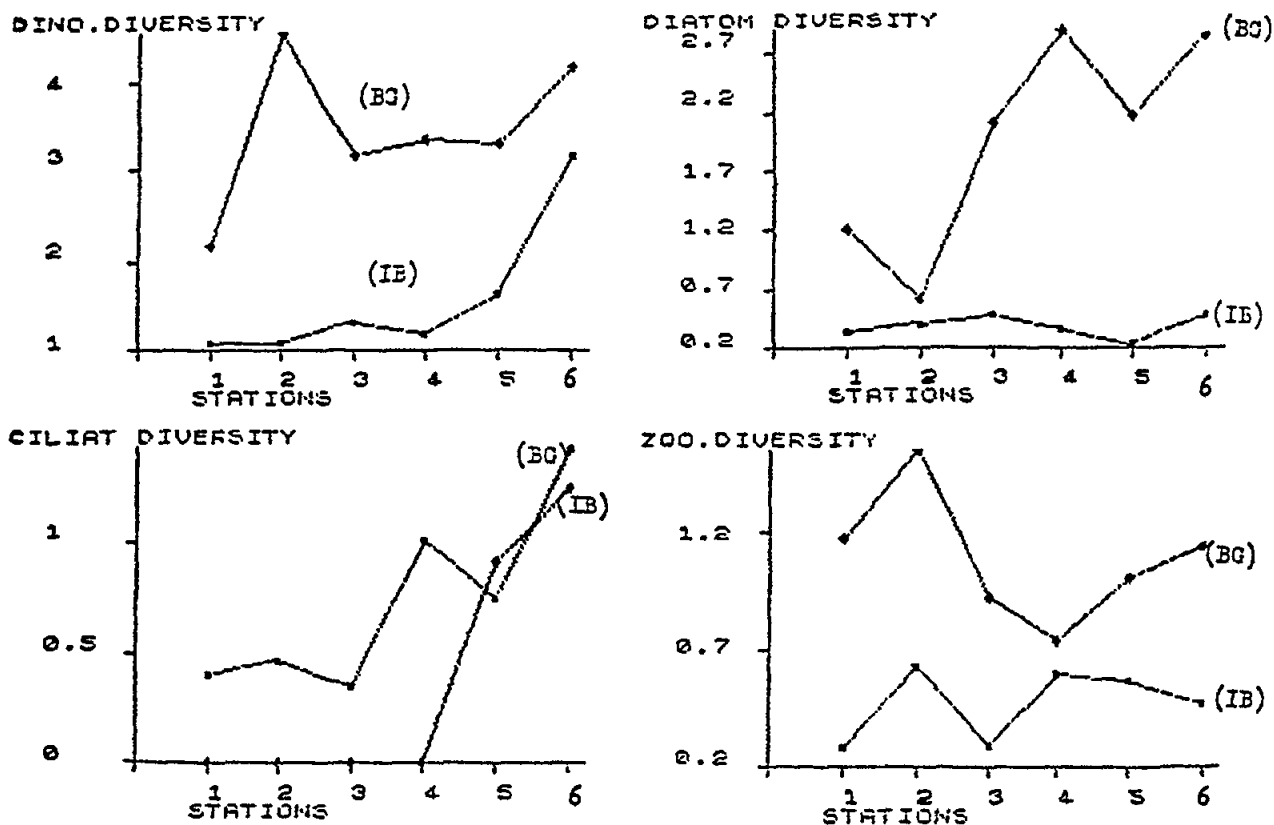 DINO.DIVERSITY
4
3
2
1
(BG)
(IB)
1 2 3 4 5 6
STATIONS
DIATOM DIVERSITY
2.7
2.2
1.7
1.2
0.7
0.2
(BG)
(IB)
1 2 3 4 5 6
STATIONS
CILIAT DIVERSITY
1
0.5
0
(BG)
(IB)
1 2 3 4 5 6
STATIONS
ZOO.DIVERSITY
1.2
0.7
0.2
(BG)
(IB)
1 2 3 4 5 6
STATIONS